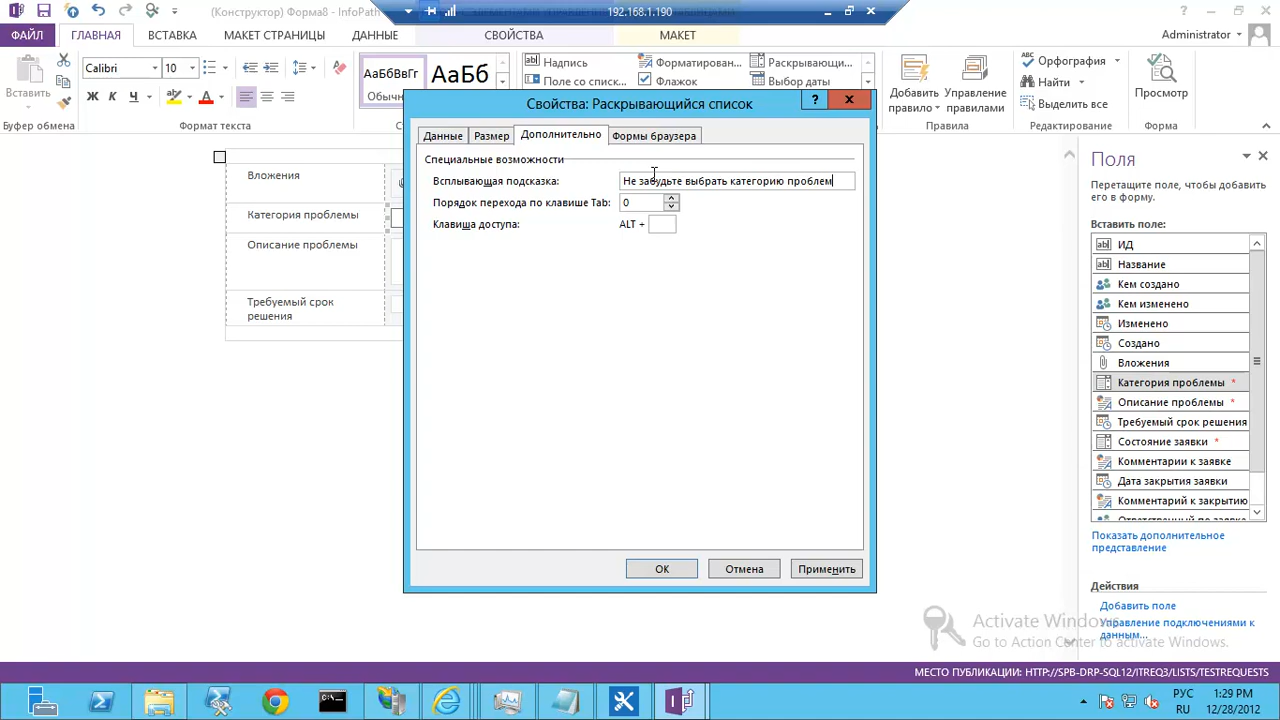 (Конструктор) Форма8 - InfoPath
192.168.1.190
ФАЙЛ
ГЛАВНАЯ
ВСТАВКА
МАКЕТ СТРАНИЦЫ
ДАННЫЕ
СВОЙСТВА
МАКЕТ
Administrator
Вставить
Буфер обмена
Calibri
10
Ж К Ч
Формат текста
АаБбВвГг
Обычн
АаБб
Надпись
Поле со списк...
Форматирован...
Флажок
Раскрывающи...
Выбор даты
Добавить правило
Управление правилами
Правила
Орфография
Найти
Выделить все
Редактирование
Просмотр
Форма
Вложения
Категория проблемы
Описание проблемы
Требуемый срок
решения
Свойства: Раскрывающийся список
Данные
Размер
Дополнительно
Формы браузера
Специальные возможности
Всплывающая подсказка:
Не забудьте выбрать категорию проблем
Порядок перехода по клавише Tab:
0
Клавиша доступа:
ALT +
ОК
Отмена
Применить
Поля
Перетащите поле, чтобы добавить
его в форму.
Вставить поле:
ИД
Название
Кем создано
Кем изменено
Изменено
Создано
Вложения
Категория проблемы *
Описание проблемы *
Требуемый срок решения
Состояние заявки *
Комментарии к заявке
Дата закрытия заявки
Комментарий к закрытию
Ответственный по заявке
Показать дополнительное
представление
Действия
Добавить поле
Управление подключениями к
данным...
Activate Windows
Go to Action Center to activate Windows.
МЕСТО ПУБЛИКАЦИИ: HTTP://SPB-DRP-SQL12/ITREQ3/LISTS/TESTREQUESTS
РУС
RU
1:29 PM
12/28/2012